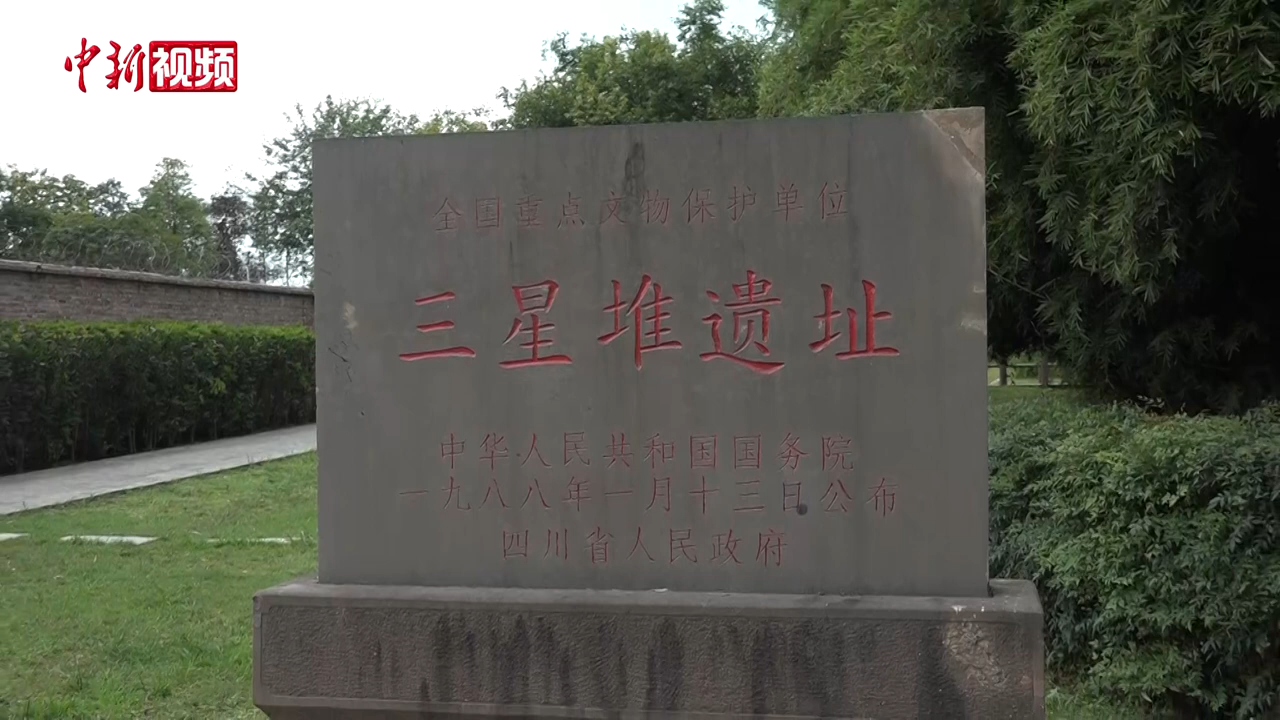 中新视频
全国重点文物保护单位
三星堆遗址
中华人民共和国国务院
一九八八年一月十三日公布
四川省人民政府